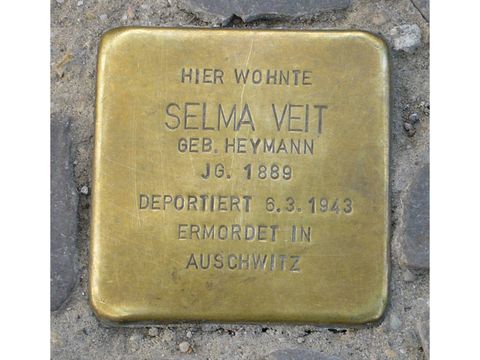 HIER WOHNTE
SELMA VEIT
GEB. HEYMANN
JG. 1889
DEPORTIERT 6.3.1943
ERMORDET IN
AUSCHWITZ